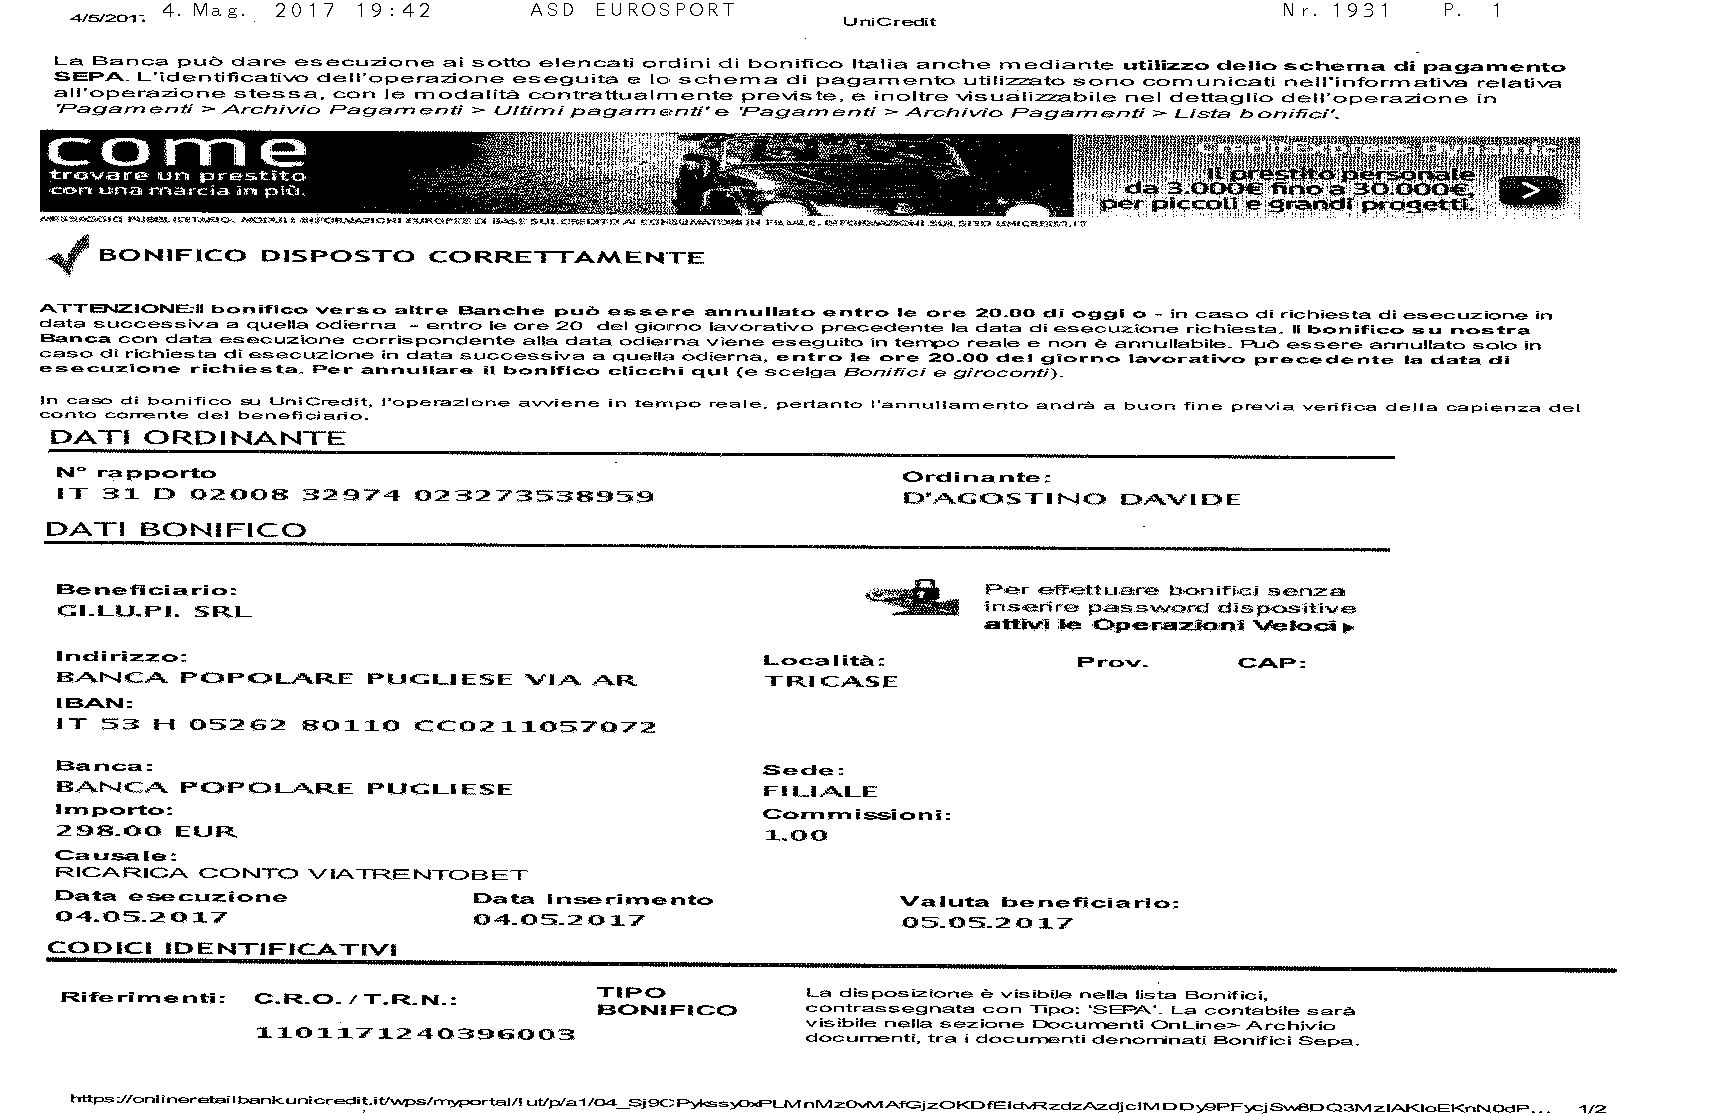 4/5/201
4. Mag. 2017 19:42 ASD EUROSPORT Nr. 1931 P. 1
UniCredit
La Banca può dare esecuzione ai sotto elencati ordini di bonifico Italia anche mediante utilizzo dello schema di pagamento
SEPA. L'identificativo dell'operazione eseguita e lo schema di pagamento utilizzato sono comunicati nell'informativa relativa
all'operazione stessa, con le modalità contrattualmente previste, e inoltre visualizzabile nel dettaglio dell'operazione in
'Pagamenti > Archivio Pagamenti > Ultimi pagamenti' e 'Pagamenti > Archivio Pagamenti > Lista bonifici'.
come
trovare un prestito
con una marcia in più.
Il prestito personale
da 3.000€ fino a 30.000€,
per piccoli e grandi progetti.
>
MESSAGGIO PUBBLICITARIO. MODULI INFORMAZIONI EUROPEE DI BASE SUL CREDITO AI CONSUMATORI IN FILIALE. INFORMAZIONI SUL SITO UNICREDIT.IT
BONIFICO DISPOSTO CORRETTAMENTE
ATTENZIONE:Il bonifico verso altre Banche può essere annullato entro le ore 20.00 di oggi o - in caso di richiesta di esecuzione in
data successiva a quella odierna - entro le ore 20 del giorno lavorativo precedente la data di esecuzione richiesta. Il bonifico su nostra
Banca con data esecuzione corrispondente alla data odierna viene eseguito in tempo reale e non è annullabile. Può essere annullato solo in
caso di richiesta di esecuzione in data successiva a quella odierna, entro le ore 20.00 del giorno lavorativo precedente la data di
esecuzione richiesta. Per annullare il bonifico clicchi qui (e scelga Bonifici e giroconti).
In caso di bonifico su UniCredit, l'operazione avviene in tempo reale, pertanto l'annullamento andrà a buon fine previa verifica della capienza del
conto corrente del beneficiario.
DATI ORDINANTE
N° rapporto Ordinante:
IT 31 D 02008 32974 023273538959 D'AGOSTINO DAVIDE
DATI BONIFICO
Beneficiario:
GI.LU.PI. SRL
Per effettuare bonifici senza
inserire password dispositive
attivi le Operazioni Veloci ▸
Indirizzo: Località: Prov. CAP:
BANCA POPOLARE PUGLIESE VIA AR TRICASE
IBAN:
IT 53 H 05262 80110 CC0211057072
Banca: Sede:
BANCA POPOLARE PUGLIESE FILIALE
Importo: Commissioni:
298.00 EUR 1.00
Causale:
RICARICA CONTO VIATRENTOBET
Data esecuzione Data inserimento Valuta beneficiario:
04.05.2017 04.05.2017 05.05.2017
CODICI IDENTIFICATIVI
Riferimenti: C.R.O. / T.R.N.:
1101171240396003
TIPO
BONIFICO
La disposizione è visibile nella lista Bonifici,
contrassegnata con Tipo: 'SEPA'. La contabile sarà
visibile nella sezione Documenti OnLine> Archivio
documenti, tra i documenti denominati Bonifici Sepa.
1/2